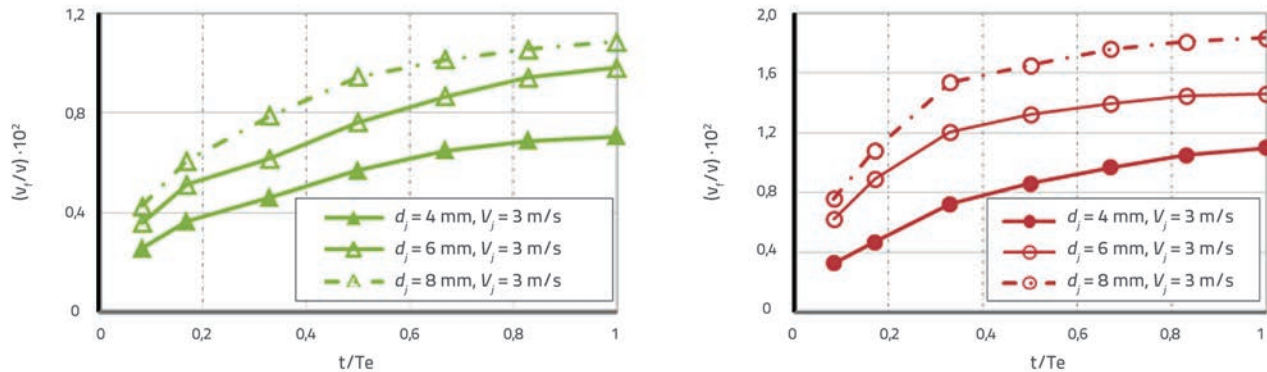 1,2
0,8
0,4
0
(v_f/v)·10²
0
0,2
0,4
0,6
0,8
1
t/Te
d_j = 4 mm, V_j = 3 m/s
d_j = 6 mm, V_j = 3 m/s
d_j = 8 mm, V_j = 3 m/s
2,0
1,6
1,2
0,8
0,4
0
(v_f/v)·10²
0
0,2
0,4
0,6
0,8
1
t/Te
d_j = 4 mm, V_j = 3 m/s
d_j = 6 mm, V_j = 3 m/s
d_j = 8 mm, V_j = 3 m/s